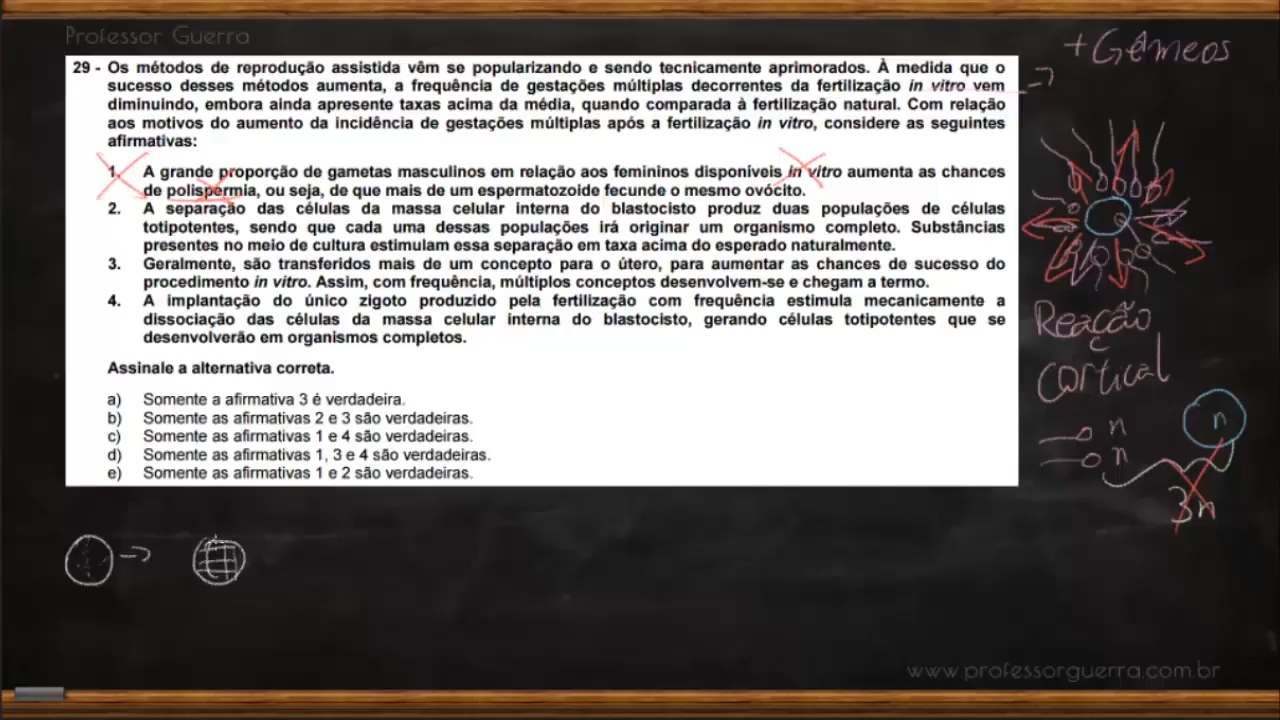 Professor Guerra
29 - Os métodos de reprodução assistida vêm se popularizando e sendo tecnicamente aprimorados. À medida que o
sucesso desses métodos aumenta, a frequência de gestações múltiplas decorrentes da fertilização in vitro vem
diminuindo, embora ainda apresente taxas acima da média, quando comparada à fertilização natural. Com relação
aos motivos do aumento da incidência de gestações múltiplas após a fertilização in vitro, considere as seguintes
afirmativas:
1. A grande proporção de gametas masculinos em relação aos femininos disponíveis in vitro aumenta as chances
de polispermia, ou seja, de que mais de um espermatozoide fecunde o mesmo ovócito.
2. A separação das células da massa celular interna do blastocisto produz duas populações de células
totipotentes, sendo que cada uma dessas populações irá originar um organismo completo. Substâncias
presentes no meio de cultura estimulam essa separação em taxa acima do esperado naturalmente.
3. Geralmente, são transferidos mais de um concepto para o útero, para aumentar as chances de sucesso do
procedimento in vitro. Assim, com frequência, múltiplos conceptos desenvolvem-se e chegam a termo.
4. A implantação do único zigoto produzido pela fertilização com frequência estimula mecanicamente a
dissociação das células da massa celular interna do blastocisto, gerando células totipotentes que se
desenvolverão em organismos completos.
Assinale a alternativa correta.
a) Somente a afirmativa 3 é verdadeira.
b) Somente as afirmativas 2 e 3 são verdadeiras.
c) Somente as afirmativas 1 e 4 são verdadeiras.
d) Somente as afirmativas 1, 3 e 4 são verdadeiras.
e) Somente as afirmativas 1 e 2 são verdadeiras.
+ Gêmeos
Reação
cortical
n
n
n
3n
www.professorguerra.com.br